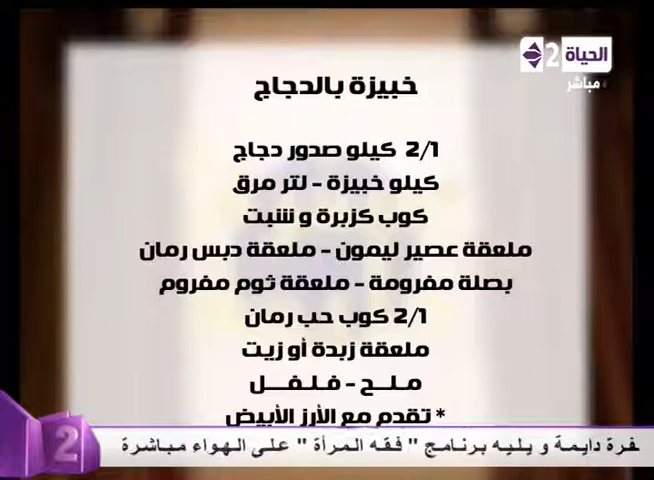 الحياة 2
مباشر
خبيزة بالدجاج
2/1 كيلو صدور دجاج
كيلو خبيزة - لتر مرق
كوب كزبرة و شبت
ملعقة عصير ليمون - ملعقة دبس رمان
بصلة مفرومة - ملعقة ثوم مفروم
2/1 كوب حب رمان
ملعقة زبدة أو زيت
ملح - فلفل
* تقدم مع الأرز الأبيض
2
فرة دايمة و يليه برنامج " فقه المرأة " على الهواء مباشرة